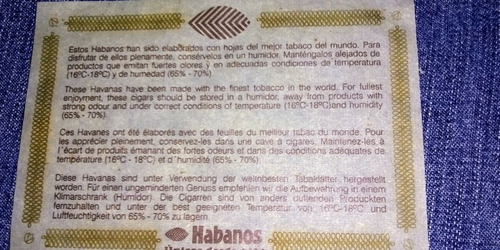 Estos Habanos han sido elaborados con hojas del mejor tabaco del mundo. Para
disfrutar de ellos plenamente, consérvelos en un humidor. Manténgalos alejados de
productos que emitan fuertes olores y en adecuadas condiciones de temperatura
(16ºC-18ºC) y de humedad (65% - 70%)
These Havanas have been made with the finest tobacco in the world. For fullest
enjoyment, these cigars should be stored in a humidor, away from products with
strong odour and under correct conditions of temperature (16ºC-18ºC)and humidity
(65% - 70%).
Ces Havanes ont été élaborés avec des feuilles du meilleur tabac du monde. Pour
les apprécier pleinement, conservez-les dans une cave à cigares. Maintenez-les à
l'écart de produits émanant des fortes odeurs et dans des conditions adéquates de
température (16ºC - 18ºC) et d'humidité (65% - 70%)
Diese Havanas sind unter Verwendung der weltbesten Tabakblätter hergestellt
worden. Für einen ungeminderten Genuss empfehlen wir die Aufbewahrung in einem
Klimaschrank (Humidor). Die Cigarren sind von anders duftenden Produkten
fernzuhalten und unter der best geeigneten Temperatur von 16ºC-18ºC und
Luftfeuchtigkeit von 65% - 70% zu lagern.
Habanos